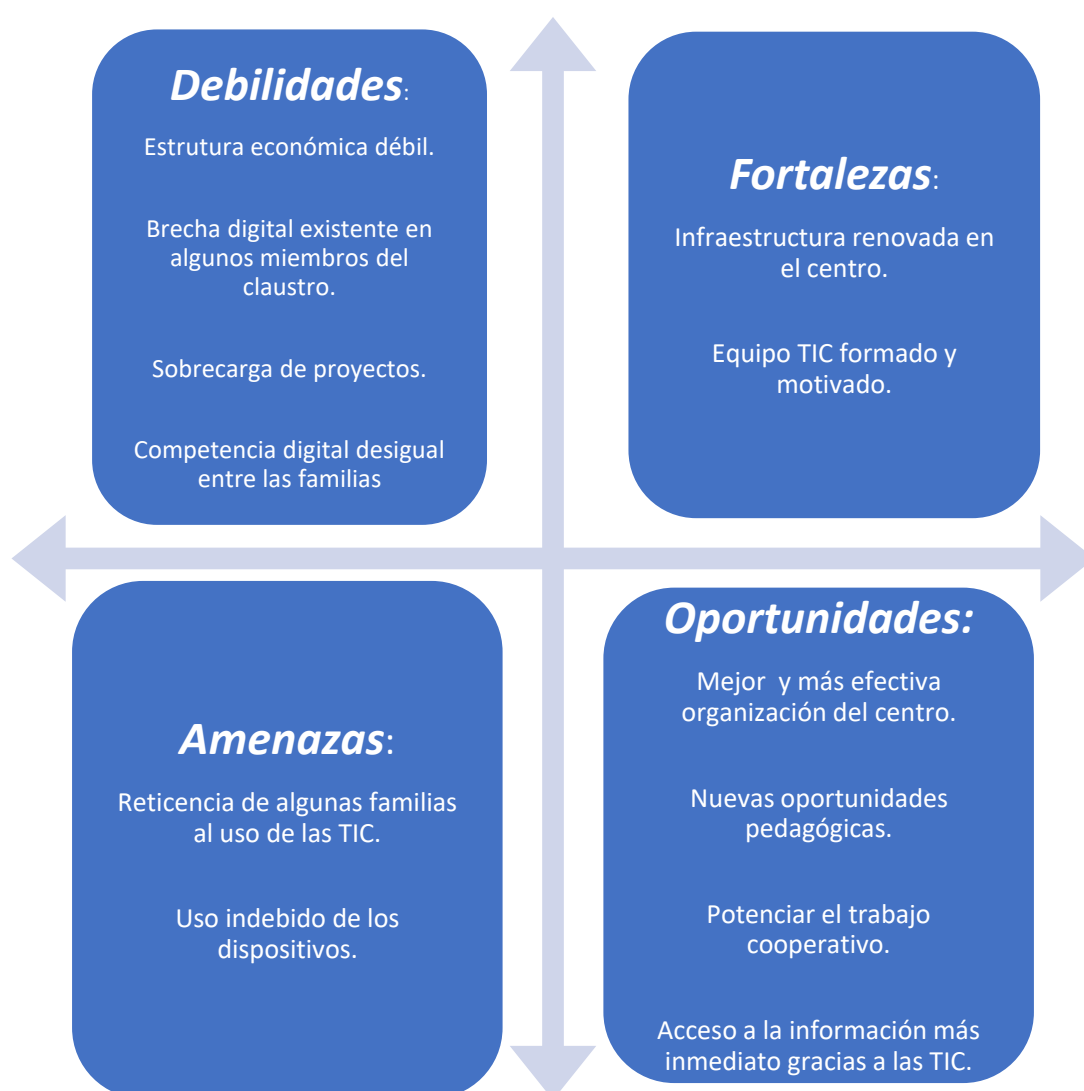 Debilidades:
Estrutura económica débil.
Brecha digital existente en
algunos miembros del
claustro.
Sobrecarga de proyectos.
Competencia digital desigual
entre las familias
Fortalezas:
Infraestructura renovada en
el centro.
Equipo TIC formado y
motivado.
Amenazas:
Reticencia de algunas familias
al uso de las TIC.
Uso indebido de los
dispositivos.
Oportunidades:
Mejor  y más efectiva
organización del centro.
Nuevas oportunidades
pedagógicas.
Potenciar el trabajo
cooperativo.
Acceso a la información más
inmediato gracias a las TIC.